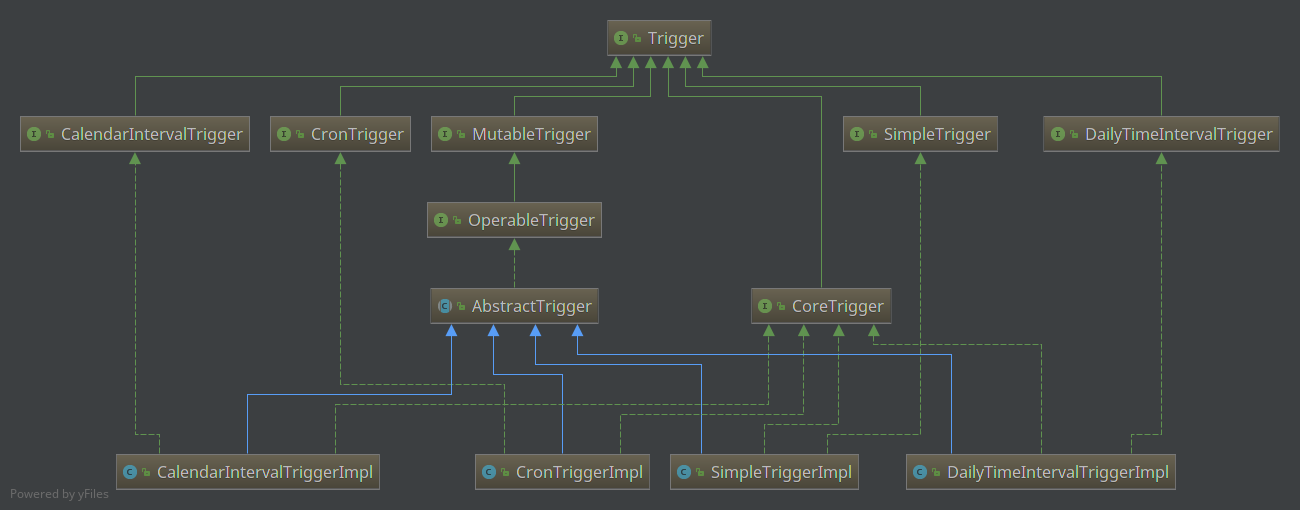 Trigger
CalendarIntervalTrigger
CronTrigger
MutableTrigger
SimpleTrigger
DailyTimeIntervalTrigger
OperableTrigger
AbstractTrigger
CoreTrigger
CalendarIntervalTriggerImpl
CronTriggerImpl
SimpleTriggerImpl
DailyTimeIntervalTriggerImpl
Powered by yFiles